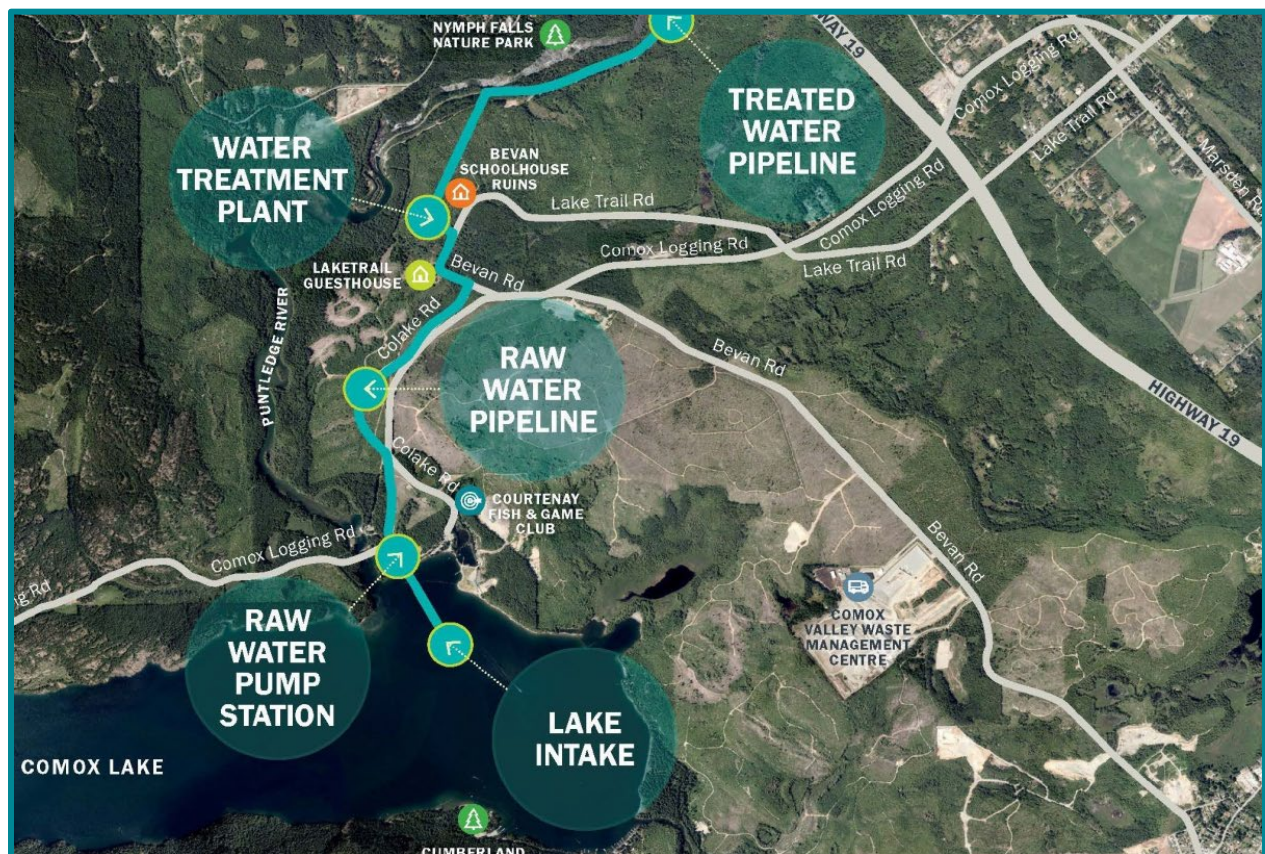 NYMPH FALLS
NATURE PARK
WAY 19
Comox Logging Rd
Lake Trail Rd
Marsden Rd
TREATED
WATER
PIPELINE
WATER
TREATMENT
PLANT
BEVAN
SCHOOLHOUSE
RUINS
Lake Trail Rd
Comox Logging Rd
Comox Logging Rd
Lake Trail Rd
LAKETRAIL
GUESTHOUSE
Bevan Rd
Colake Rd
PUNTLEDGE RIVER
RAW
WATER
PIPELINE
Bevan Rd
HIGHWAY 19
Colake Rd
COURTENAY
FISH & GAME
CLUB
Bevan Rd
ng Rd
Comox Logging Rd
COMOX
VALLEY WASTE
MANAGEMENT
CENTRE
RAW
WATER
PUMP
STATION
LAKE
INTAKE
COMOX LAKE
CUMBERLAND